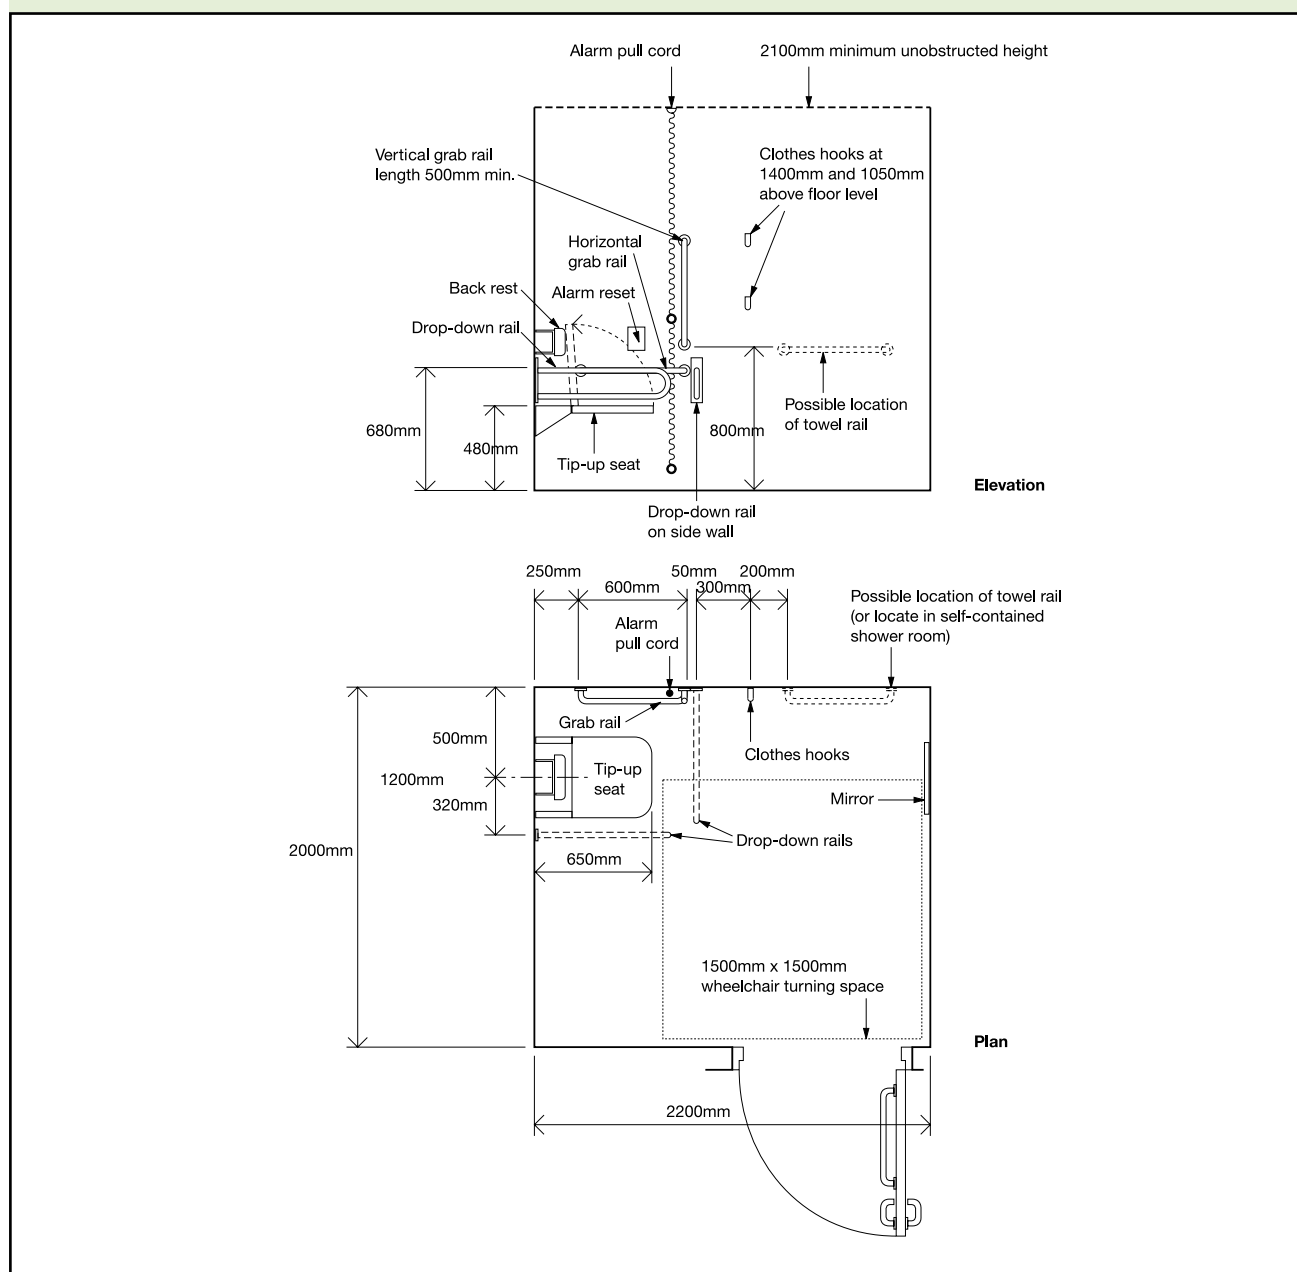 Alarm pull cord
2100mm minimum unobstructed height
Vertical grab rail
length 500mm min.
Clothes hooks at
1400mm and 1050mm
above floor level
Horizontal
grab rail
Back rest
Alarm reset
Drop-down rail
Possible location
of towel rail
680mm
480mm
800mm
Tip-up seat
Elevation
Drop-down rail
on side wall
250mm
600mm
50mm
300mm
200mm
Possible location of towel rail
(or locate in self-contained
shower room)
Alarm
pull cord
Grab rail
500mm
Clothes hooks
1200mm
Tip-up
seat
320mm
Mirror
Drop-down rails
2000mm
650mm
1500mm x 1500mm
wheelchair turning space
Plan
2200mm